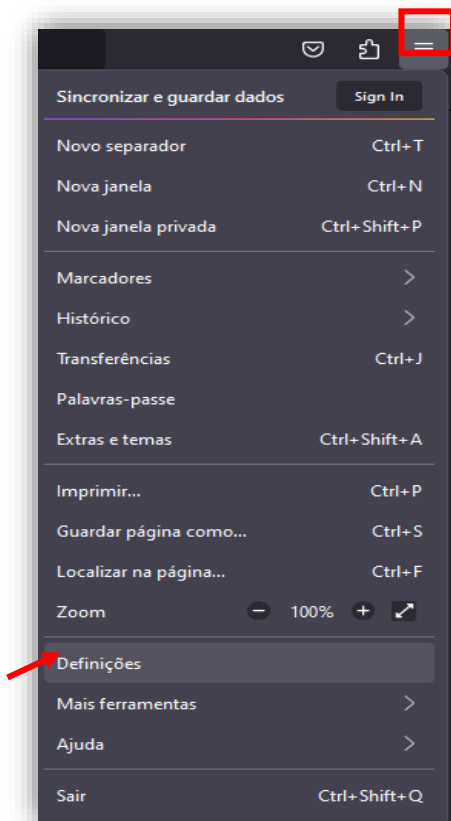 Sincronizar e guardar dados Sign In
Novo separador Ctrl+T
Nova janela Ctrl+N
Nova janela privada Ctrl+Shift+P
Marcadores
Histórico
Transferências Ctrl+J
Palavras-passe
Extras e temas Ctrl+Shift+A
Imprimir... Ctrl+P
Guardar página como... Ctrl+S
Localizar na página... Ctrl+F
Zoom 100%
Definições
Mais ferramentas
Ajuda
Sair Ctrl+Shift+Q